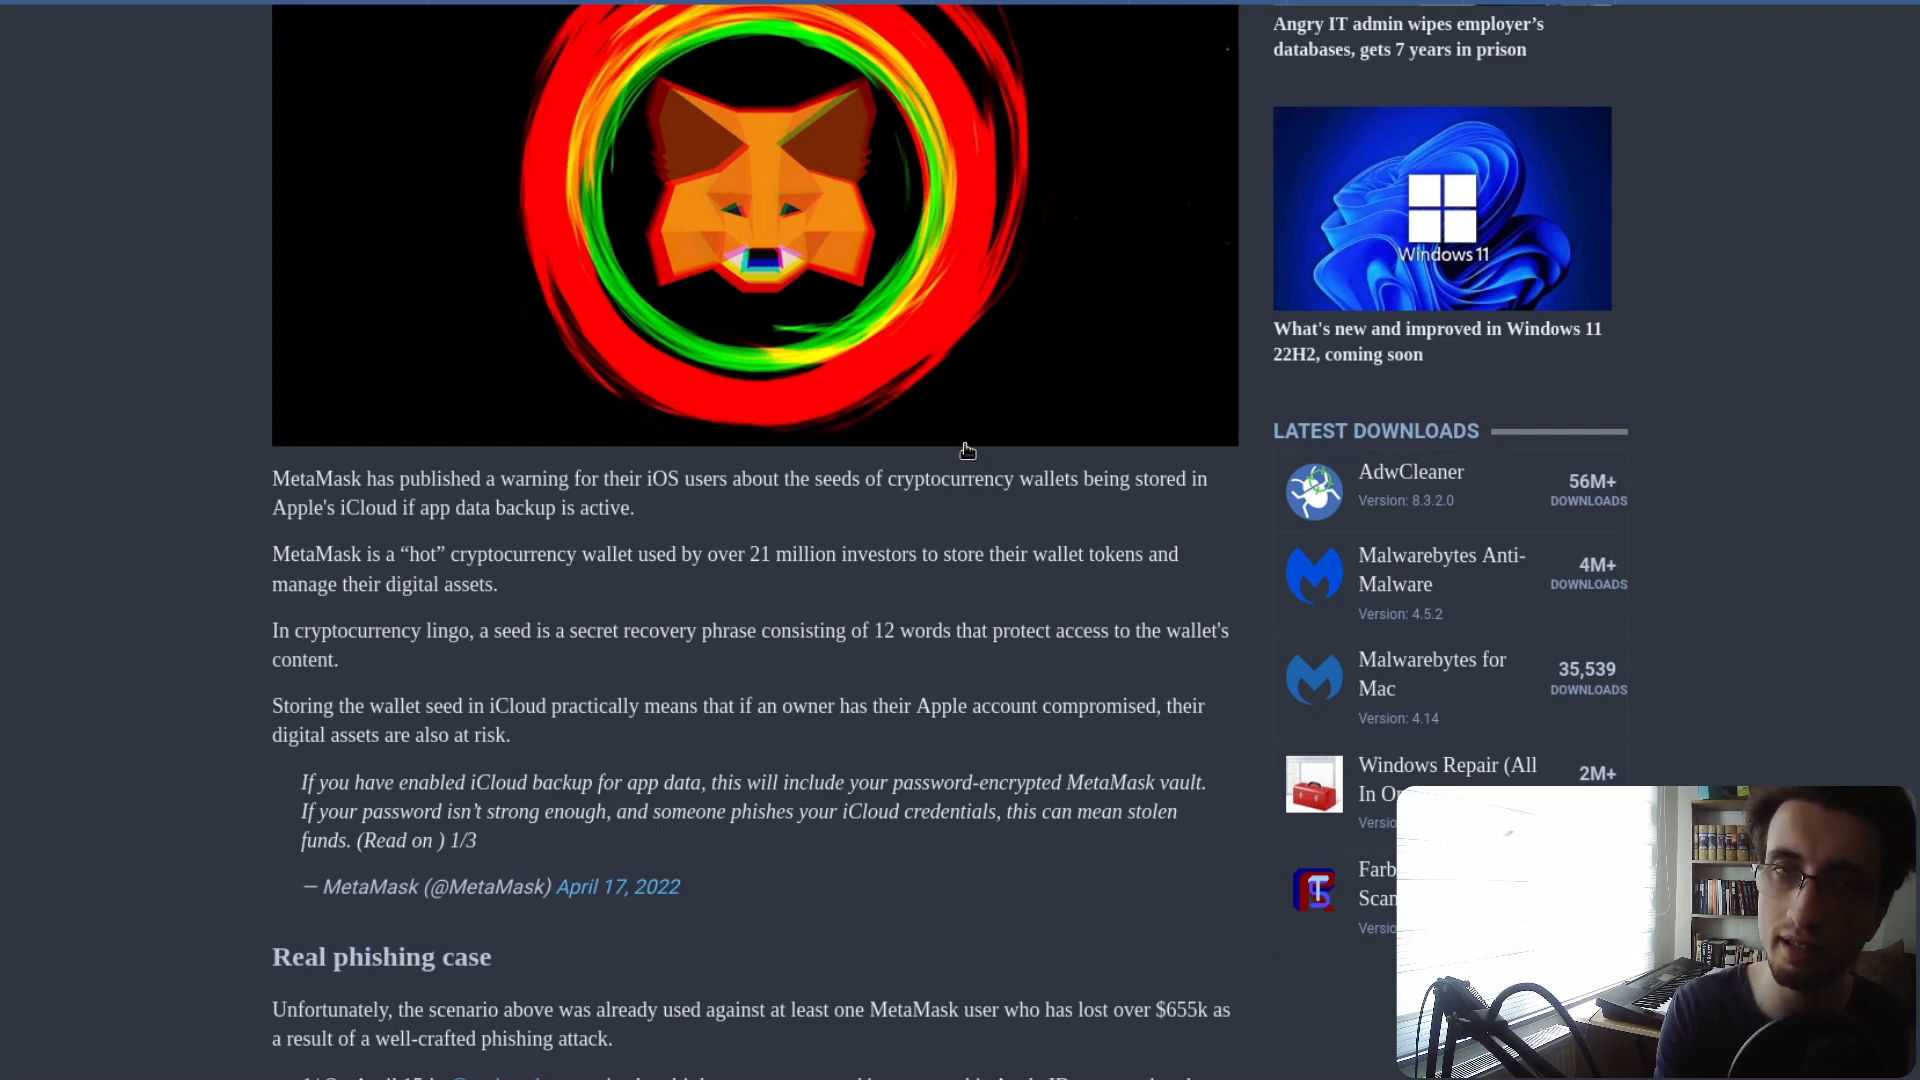 Angry IT admin wipes employer’s
databases, gets 7 years in prison
Windows 11
What's new and improved in Windows 11
22H2, coming soon
LATEST DOWNLOADS
AdwCleaner
Version: 8.3.2.0
56M+
DOWNLOADS
Malwarebytes Anti-
Malware
Version: 4.5.2
4M+
DOWNLOADS
Malwarebytes for
Mac
Version: 4.14
35,539
DOWNLOADS
Windows Repair (All
In
2M+
MetaMask has published a warning for their iOS users about the seeds of cryptocurrency wallets being stored in
Apple's iCloud if app data backup is active.
MetaMask is a “hot” cryptocurrency wallet used by over 21 million investors to store their wallet tokens and
manage their digital assets.
In cryptocurrency lingo, a seed is a secret recovery phrase consisting of 12 words that protect access to the wallet's
content.
Storing the wallet seed in iCloud practically means that if an owner has their Apple account compromised, their
digital assets are also at risk.
If you have enabled iCloud backup for app data, this will include your password-encrypted MetaMask vault.
If your password isn’t strong enough, and someone phishes your iCloud credentials, this can mean stolen
funds. (Read on ) 1/3
— MetaMask (@MetaMask) April 17, 2022
Real phishing case
Unfortunately, the scenario above was already used against at least one MetaMask user who has lost over $655k as
a result of a well-crafted phishing attack.